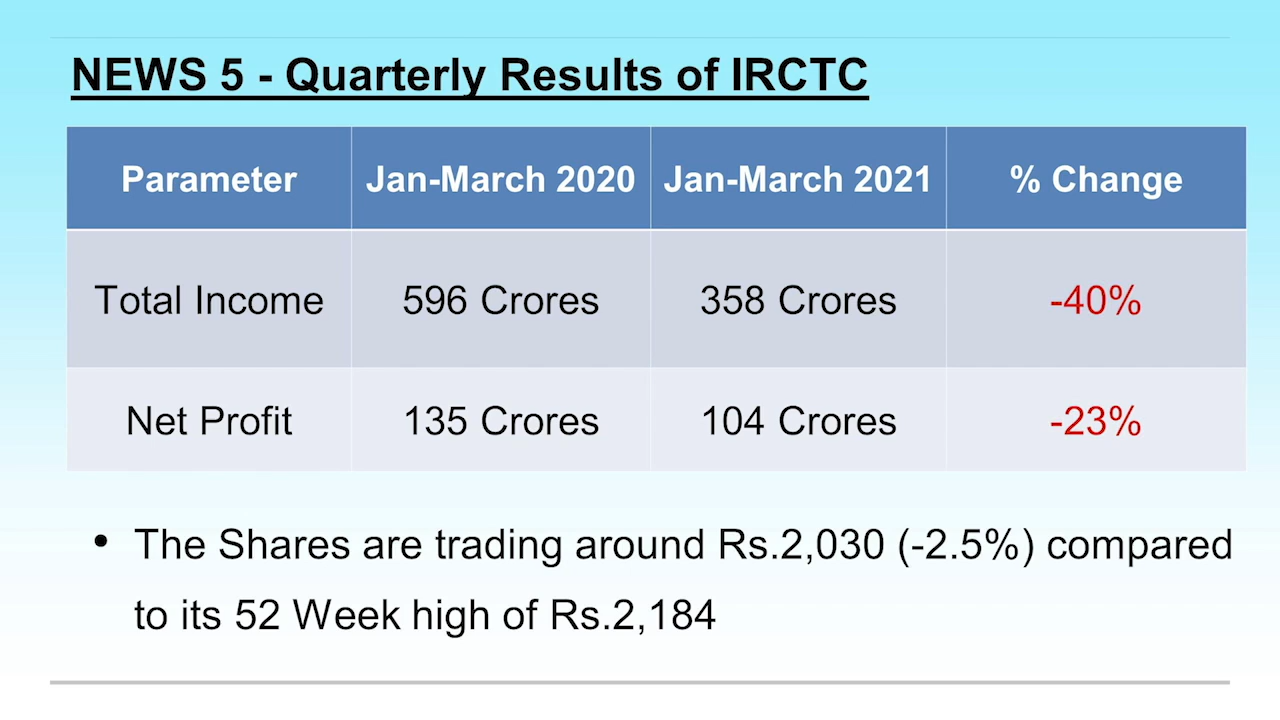 NEWS 5 - Quarterly Results of IRCTC
Parameter Jan-March 2020 Jan-March 2021 % Change
Total Income 596 Crores 358 Crores -40%
Net Profit 135 Crores 104 Crores -23%
• The Shares are trading around Rs.2,030 (-2.5%) compared
to its 52 Week high of Rs.2,184